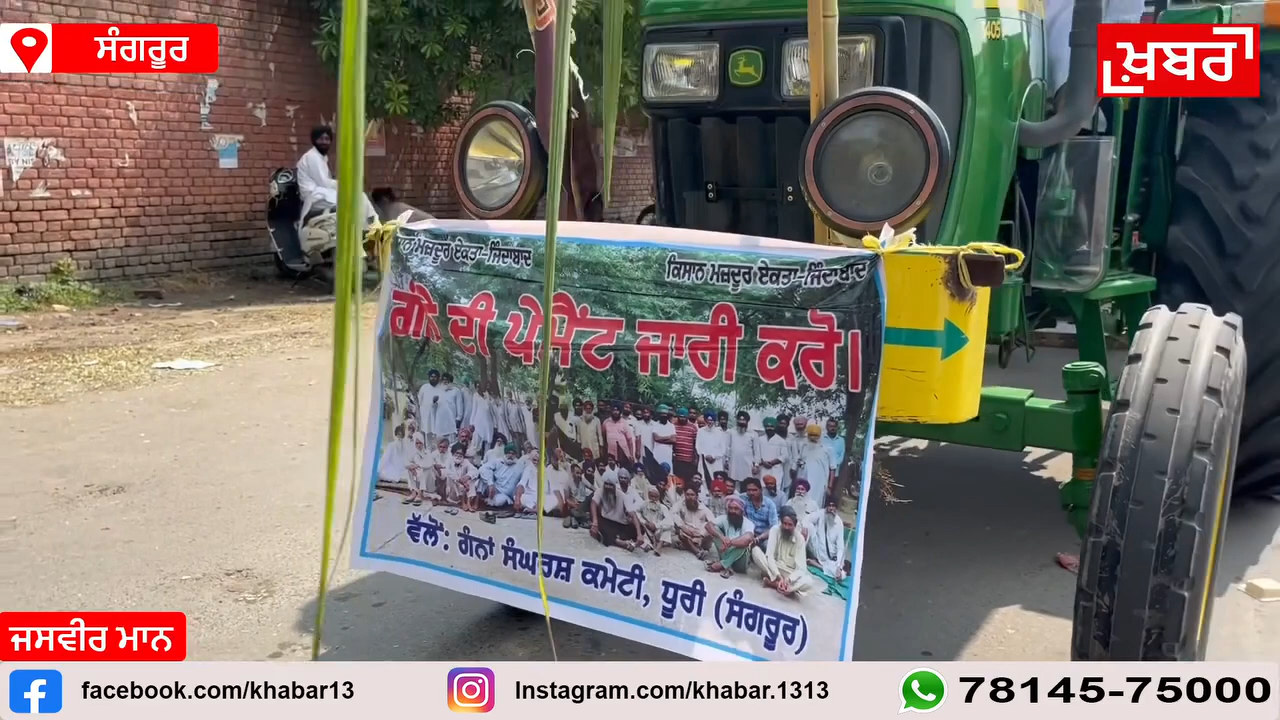 ਸੰਗਰੂਰ
ਖ਼ਬਰ
405
ਮਜ਼ਦੂਰ ਏਕਤਾ-ਜਿੰਦਾਬਾਦ
ਕਿਸਾਨ ਮਜ਼ਦੂਰ ਏਕਤਾ-ਜਿੰਦਾਬਾਦ
ਗੰਨੇ ਦੀ ਪੇਮੈਂਟ ਜਾਰੀ ਕਰੋ।
ਵੱਲੋਂ: ਗੰਨਾਂ ਸੰਘਰਸ਼ ਕਮੇਟੀ, ਧੂਰੀ (ਸੰਗਰੂਰ)
ਜਸਵੀਰ ਮਾਨ
facebook.com/khabar13
Instagram.com/khabar.1313
78145-75000